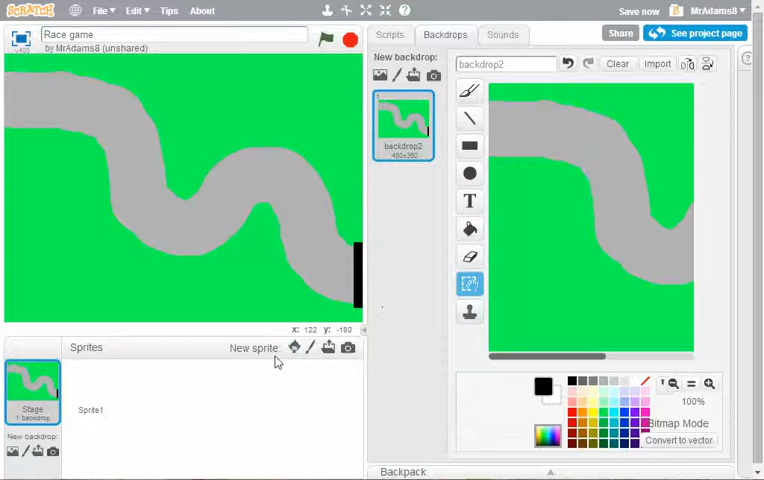 SCRATCH File Edit Tips About Save now MrAdams8
Race game
by MrAdams8 (unshared)
v403
Scripts Backdrops Sounds
Share See project page
New backdrop:
backdrop2 Clear Import
1
backdrop2
480x360
T
X: 122 y: -180
Sprites New sprite:
Stage
1 backdrop
New backdrop:
Sprite1
100%
Bitmap Mode
Convert to vector
Backpack